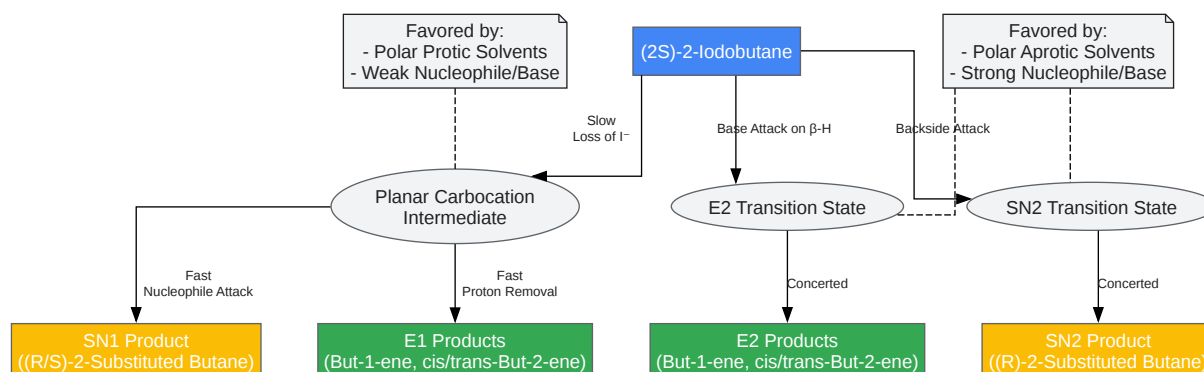 Favored by:
- Polar Protic Solvents
- Weak Nucleophile/Base
(2S)-2-Iodobutane
Favored by:
- Polar Aprotic Solvents
- Strong Nucleophile/Base
Slow
Loss of I⁻
Base Attack on β-H
Backside Attack
Planar Carbocation
Intermediate
E2 Transition State
SN2 Transition State
Fast
Nucleophile Attack
Fast
Proton Removal
Concerted
Concerted
SN1 Product
((R/S)-2-Substituted Butane)
E1 Products
(But-1-ene, cis/trans-But-2-ene)
E2 Products
(But-1-ene, cis/trans-But-2-ene)
SN2 Product
((R)-2-Substituted Butane)